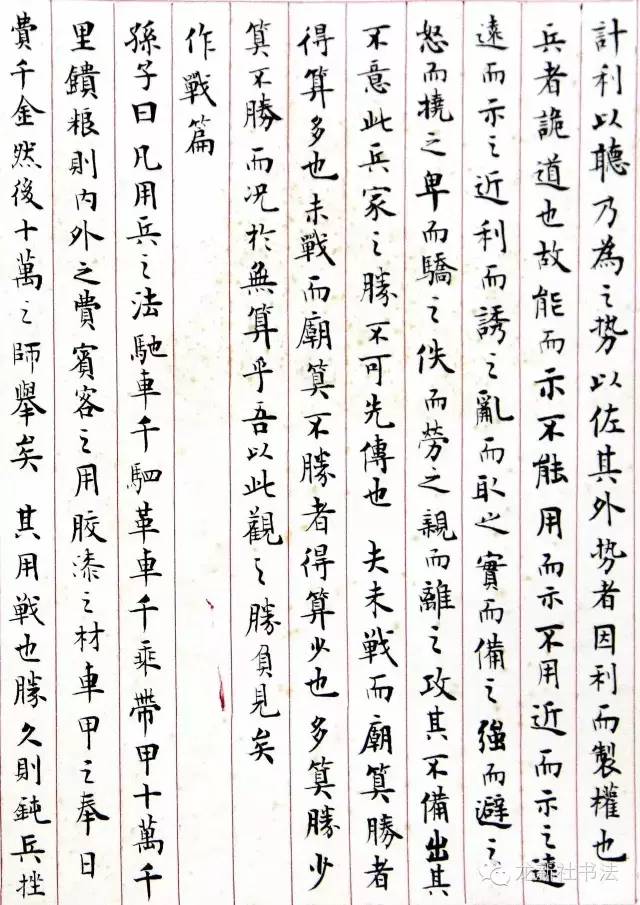 計利以聽乃為之势以佐其外势者因利而製權也
兵者詭道也故能而示不能用而示不用近而示之遠
遠而示之近利而誘之亂而取之實而備之強而避之
怒而撓之卑而驕之佚而勞之親而離之攻其不備出其
不意此兵家之勝不可先傳也 夫未戰而廟算勝者
得算多也未戰而廟算不勝者得算少也多算勝少
算不勝而况於無算乎吾以此觀之勝負見矣
作戰篇
孫子曰凡用兵之法馳車千駟革車千乘帶甲十萬千
里鐀粮則內外之費賓客之用胶漆之材車甲之奉日
費千金然後十萬之師舉矣 其用戰也勝久則鈍兵挫
龙新社书法